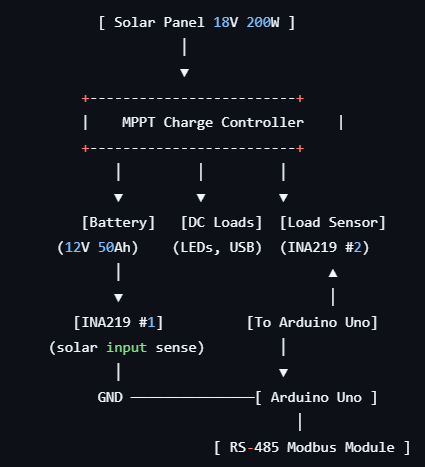 [ Solar Panel 18V 200W ]
│
▼
+-------------------------+
| MPPT Charge Controller |
+-------------------------+
│ │ │
▼ ▼ ▼
[Battery] [DC Loads] [Load Sensor]
(12V 50Ah) (LEDs, USB) (INA219 #2)
│ ▲
▼ │
[INA219 #1] [To Arduino Uno]
(solar input sense) │
│ ▼
GND ───────────────[ Arduino Uno ]
│
[ RS-485 Modbus Module ]